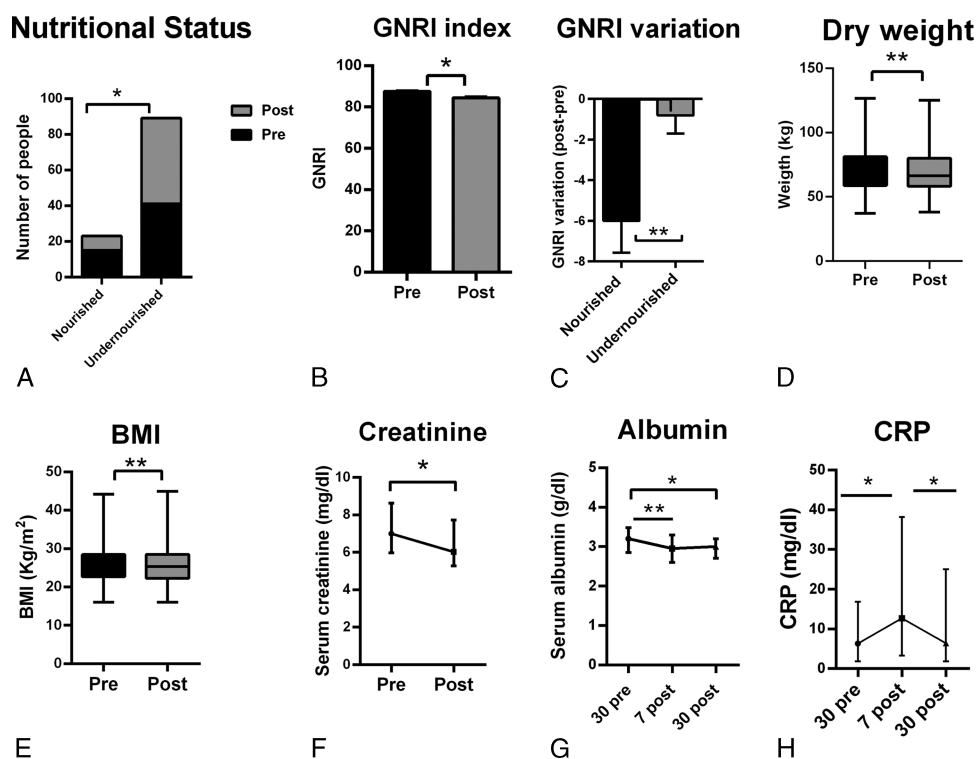 Nutritional Status
*
Number of people
100
80
60
40
20
0
Nourished
Undernourished
Post
Pre
A
GNRI index
*
GNRI
100
80
60
40
20
0
Pre
Post
B
GNRI variation
GNRI variation (post-pre)
0
-2
-4
-6
-8
**
Nourished
Undernourished
C
Dry weight
**
Weigth (kg)
150
100
50
0
Pre
Post
D
BMI
**
BMI (Kg/m²)
50
40
30
20
10
0
Pre
Post
E
Creatinine
*
Serum creatinine (mg/dl)
10
8
6
4
2
0
Pre
Post
F
Albumin
*
**
Serum albumin (g/dl)
5
4
3
2
1
0
30 pre
7 post
30 post
G
CRP
*
*
CRP (mg/dl)
50
40
30
20
10
0
30 pre
7 post
30 post
H